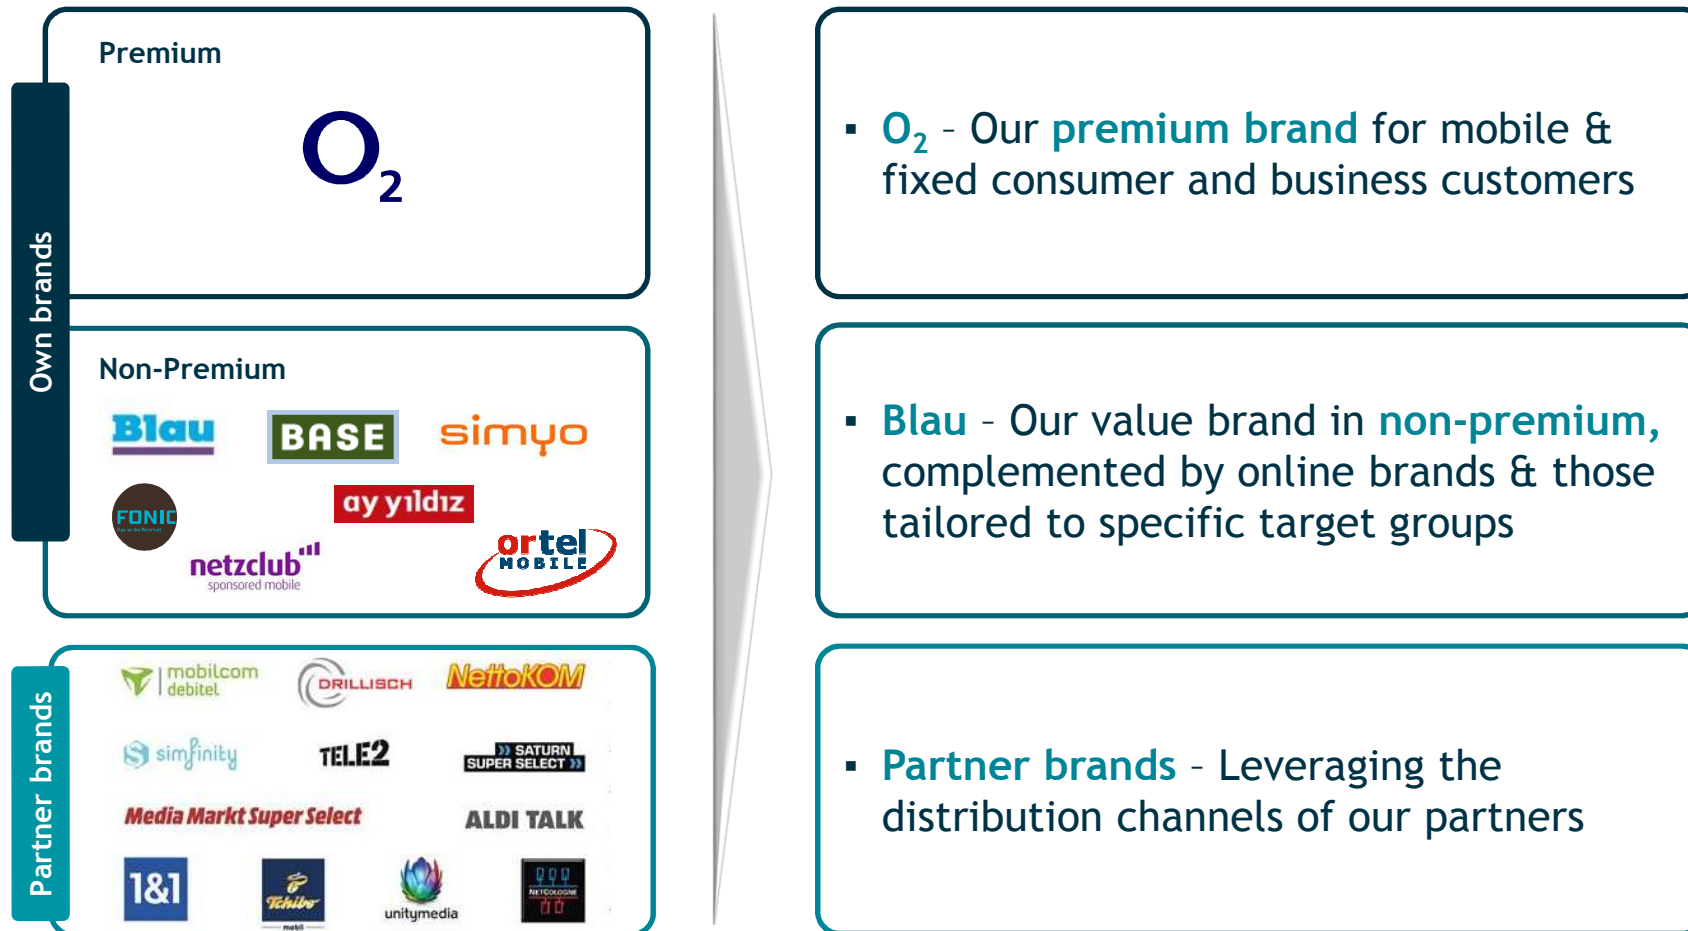 Own brands
Premium
O2
▪ O2 – Our premium brand for mobile &
fixed consumer and business customers
Non-Premium
Blau
BASE
simyo
FONIC
ay yıldız
netzclub
sponsored mobile
ortel
MOBILE
▪ Blau – Our value brand in non-premium,
complemented by online brands & those
tailored to specific target groups
Partner brands
mobilcom
debitel
DRILLISCH
NettoKOM
simfinity
TELE2
SATURN
SUPER SELECT
Media Markt Super Select
ALDI TALK
1&1
Tchibo
mobil
unitymedia
NETCOLOGNE
▪ Partner brands – Leveraging the
distribution channels of our partners